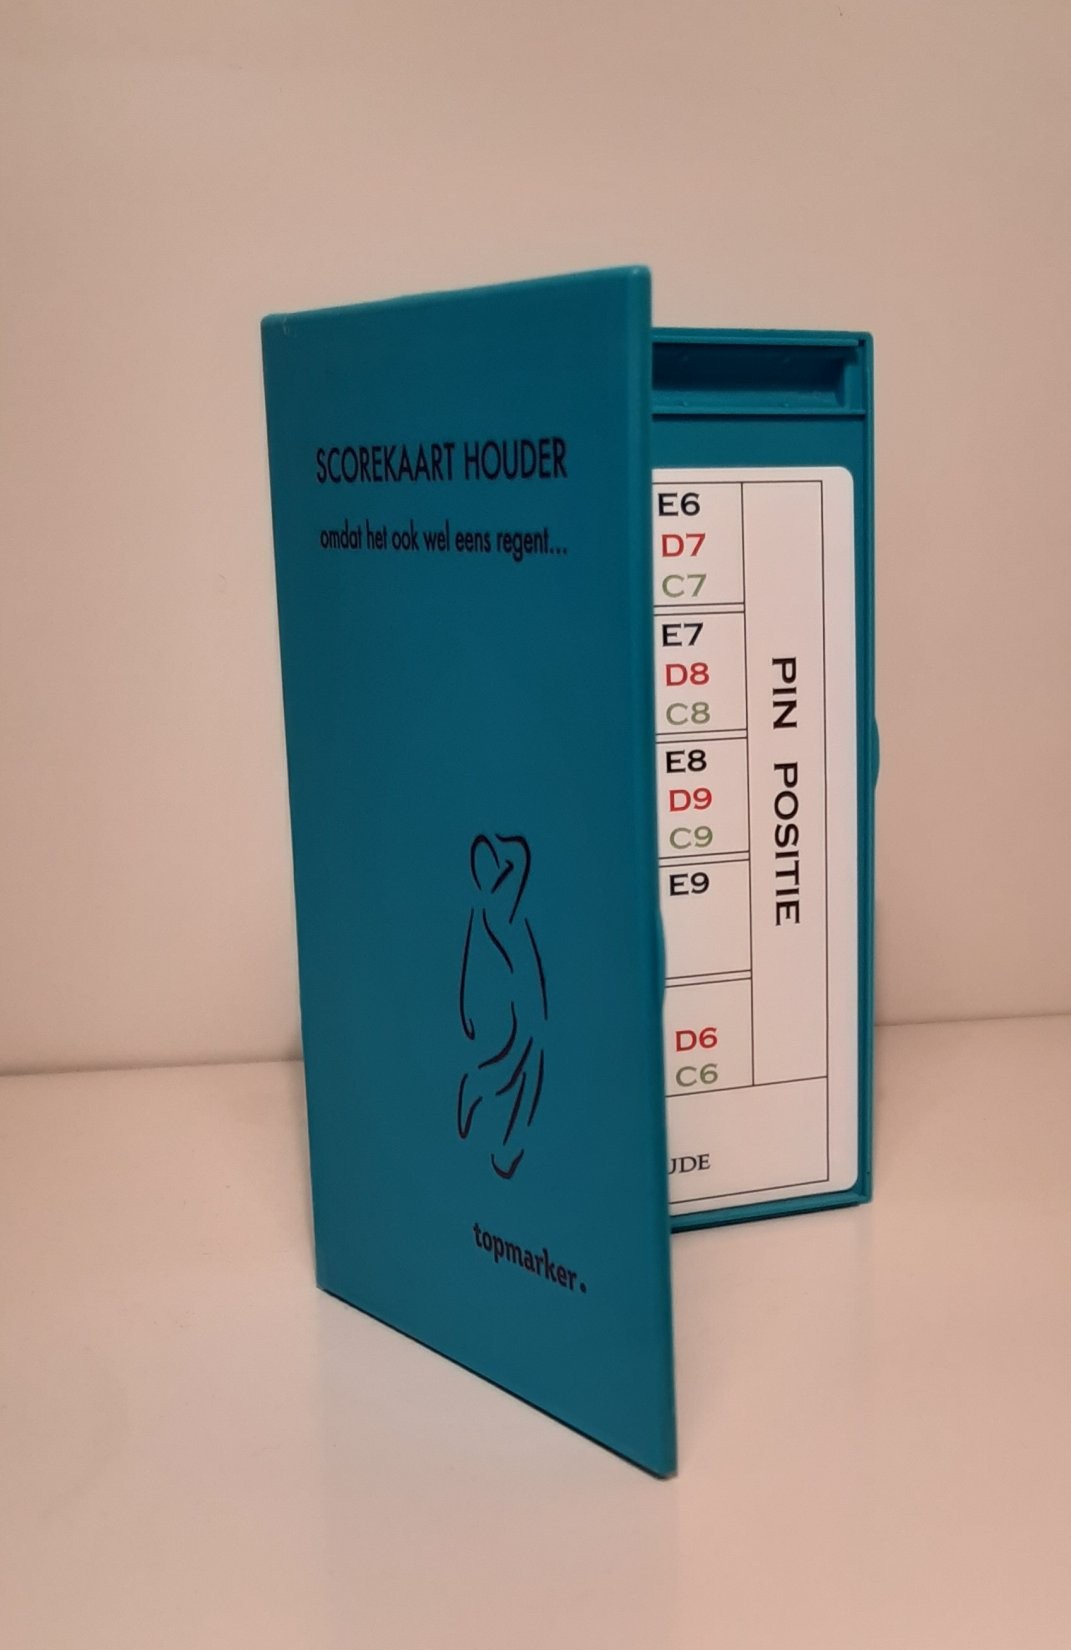 SCOREKAART HOUDER
omdat het ook wel eens regent...
topmarker.
E6
D7
C7
E7
D8
C8
E8
D9
C9
E9
D6
C6
PIN POSITIE